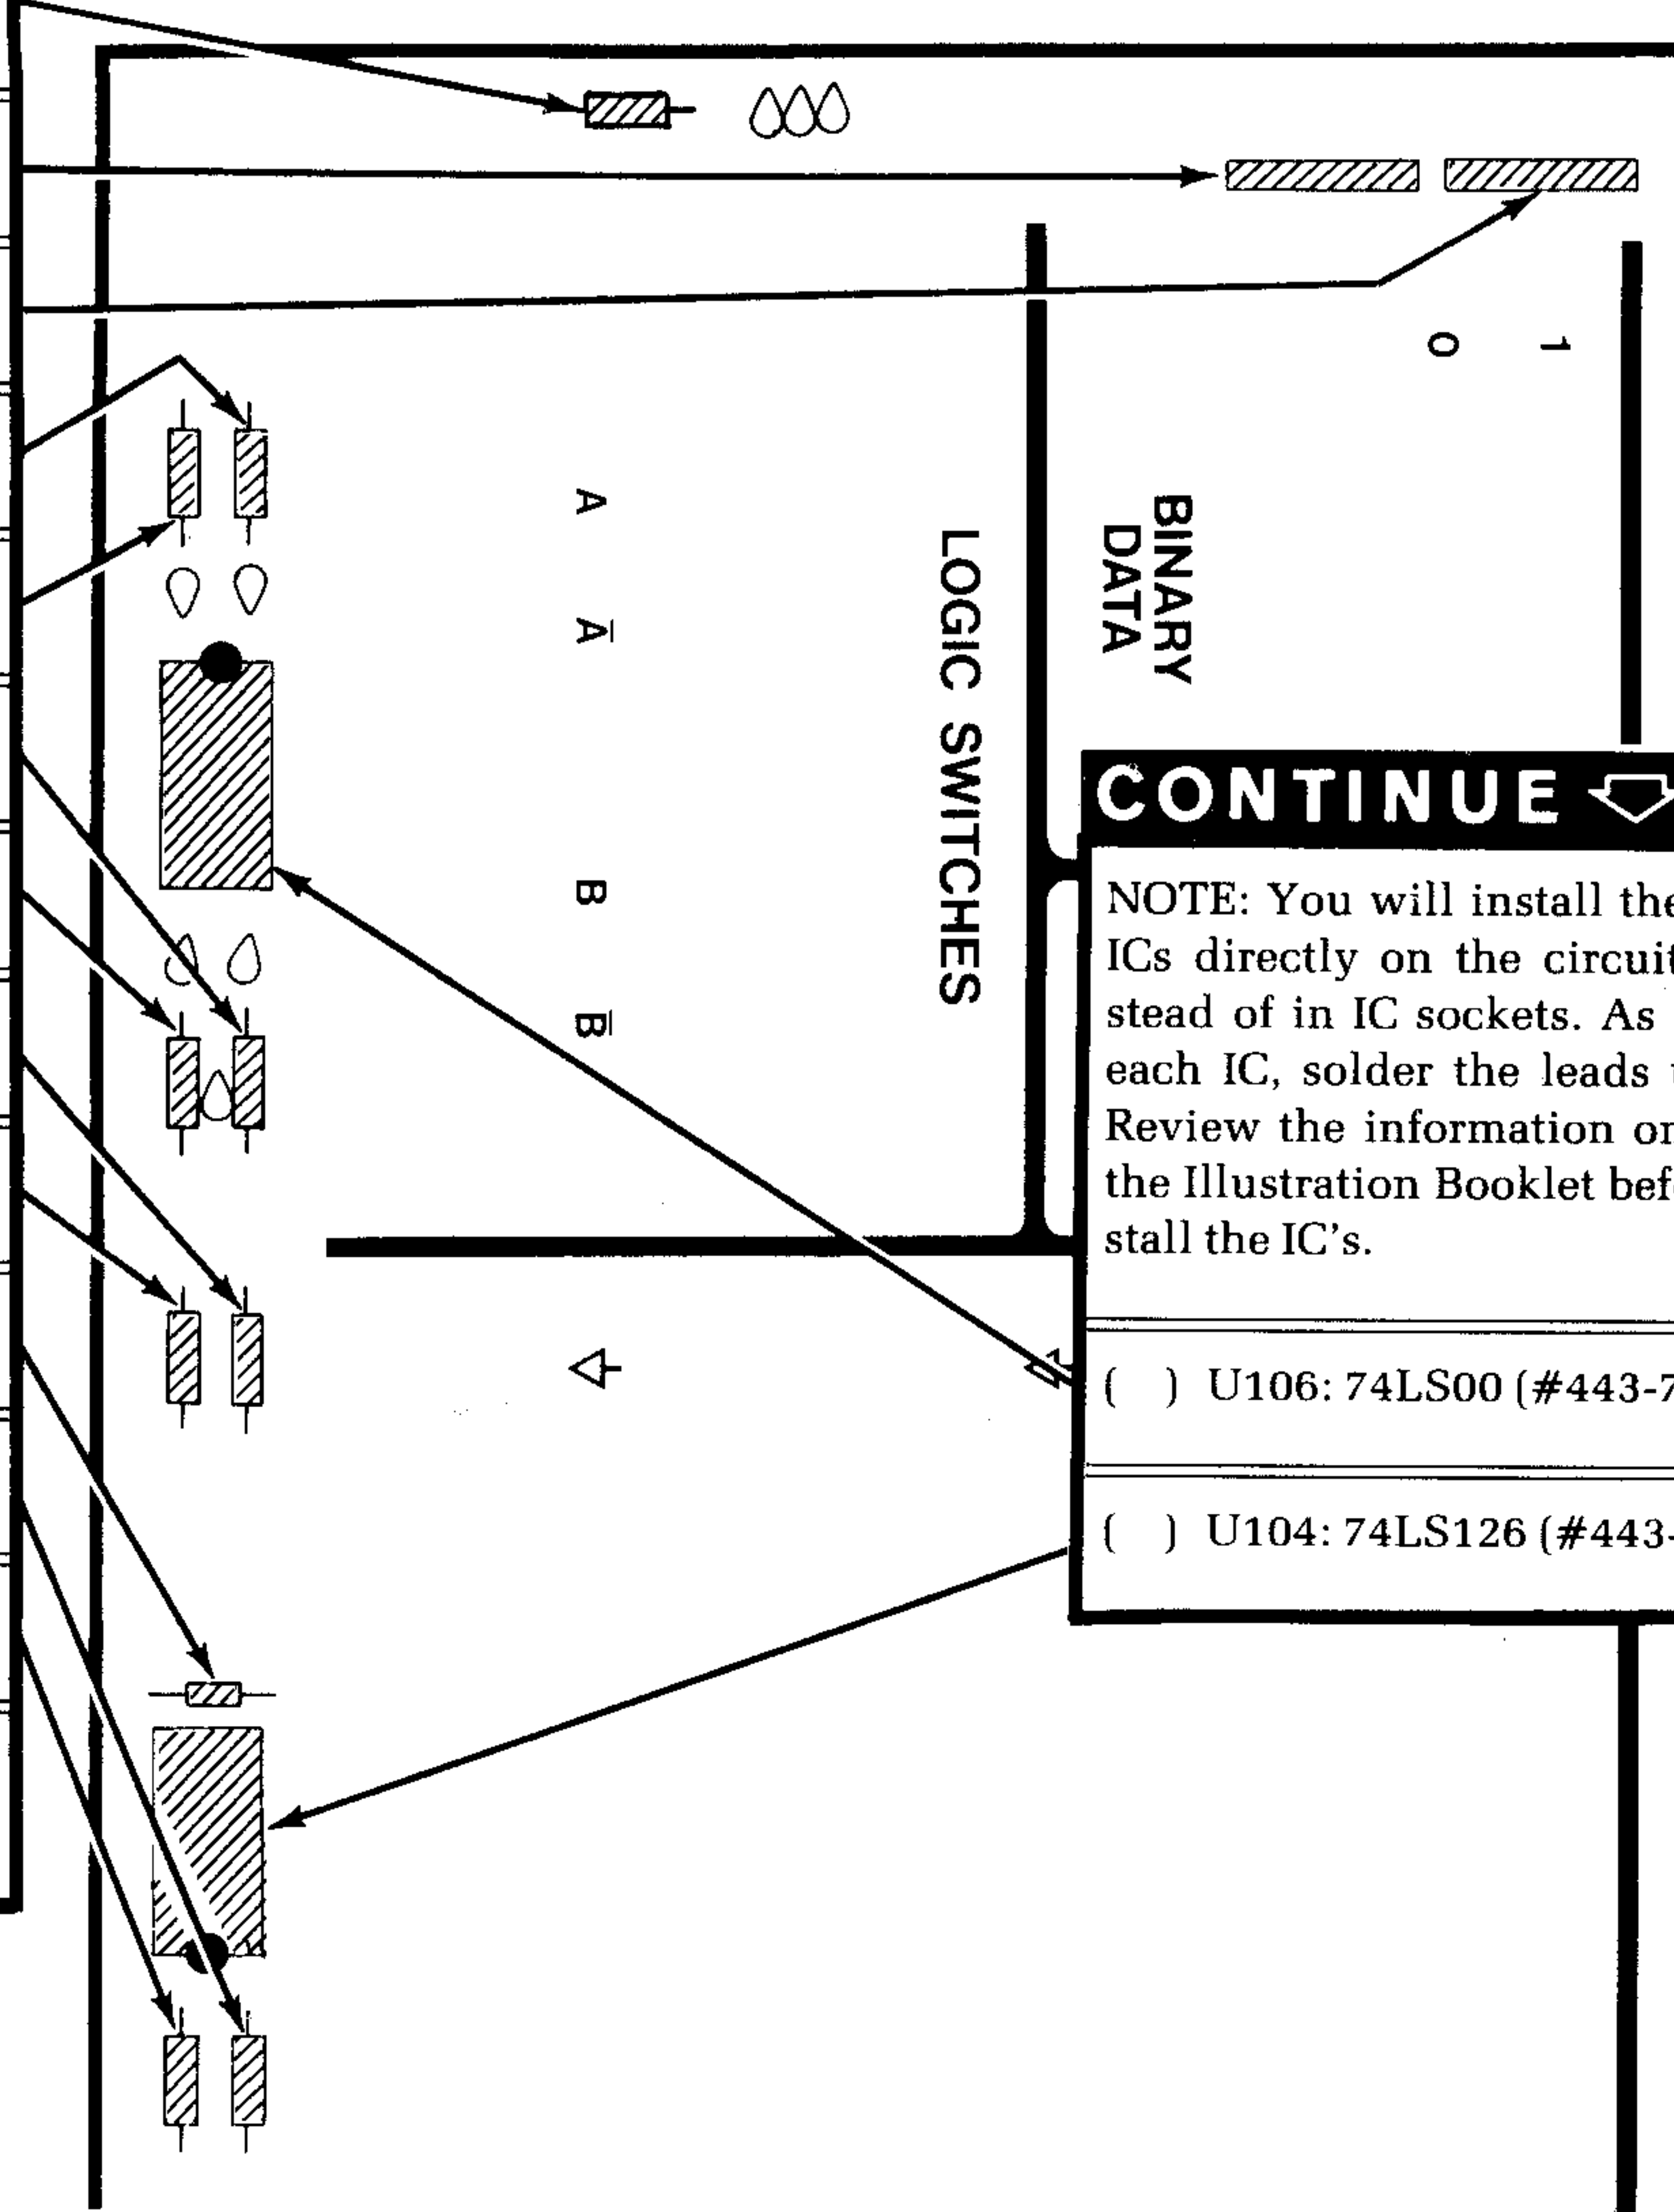 0
1
A
A̅
B
B̅
BINARY
DATA
LOGIC SWITCHES
CONTINUE
NOTE: You will install the
ICs directly on the circuit
stead of in IC sockets. As
each IC, solder the leads
Review the information
the Illustration Booklet
stall the IC's.
( ) U106: 74LS00 (#443-7
( ) U104: 74LS126 (#443-